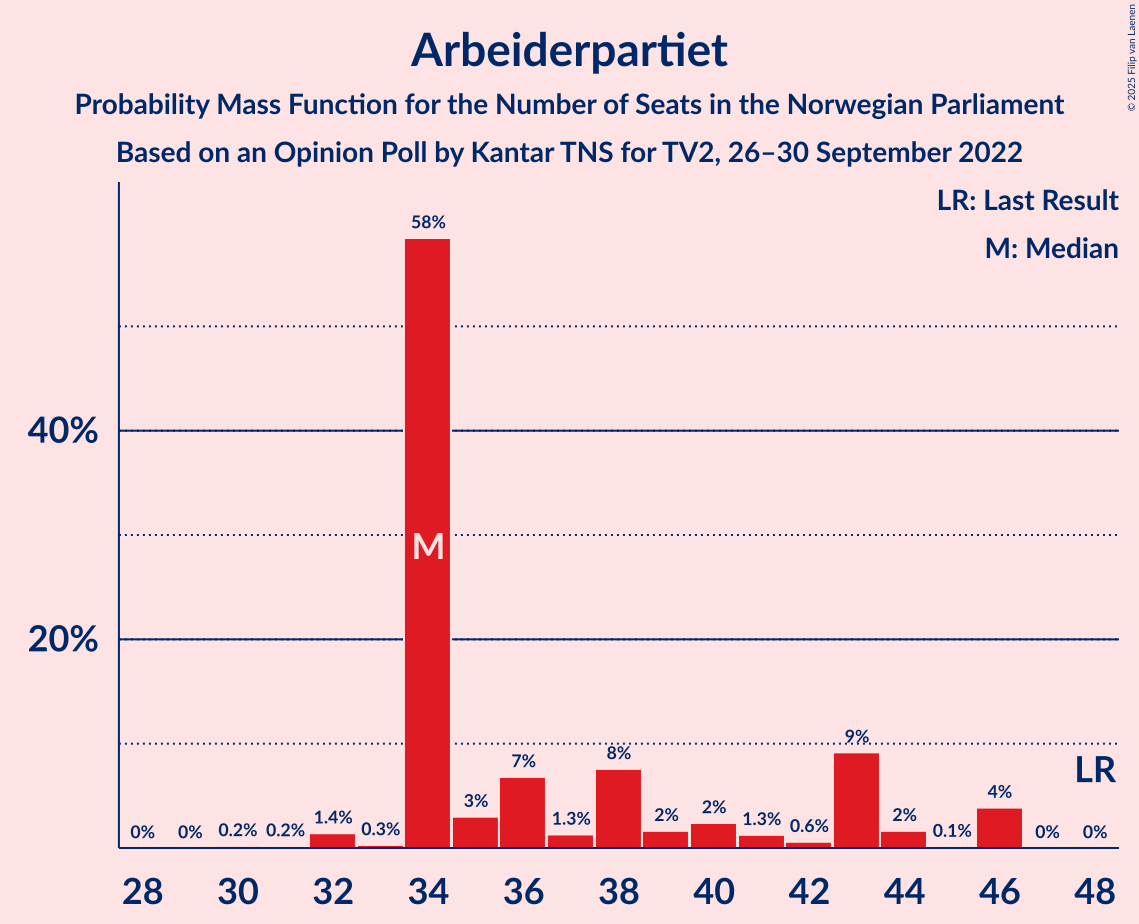 Arbeiderpartiet
Probability Mass Function for the Number of Seats in the Norwegian Parliament
Based on an Opinion Poll by Kantar TNS for TV2, 26–30 September 2022
© 2025 Filip van Laenen
LR: Last Result
M: Median
40%
20%
0% 0% 0.2% 0.2% 1.4% 0.3% 58% 3% 7% 1.3% 8% 2% 2% 1.3% 0.6% 9% 2% 0.1% 4% 0% 0%
M
LR
28 30 32 34 36 38 40 42 44 46 48